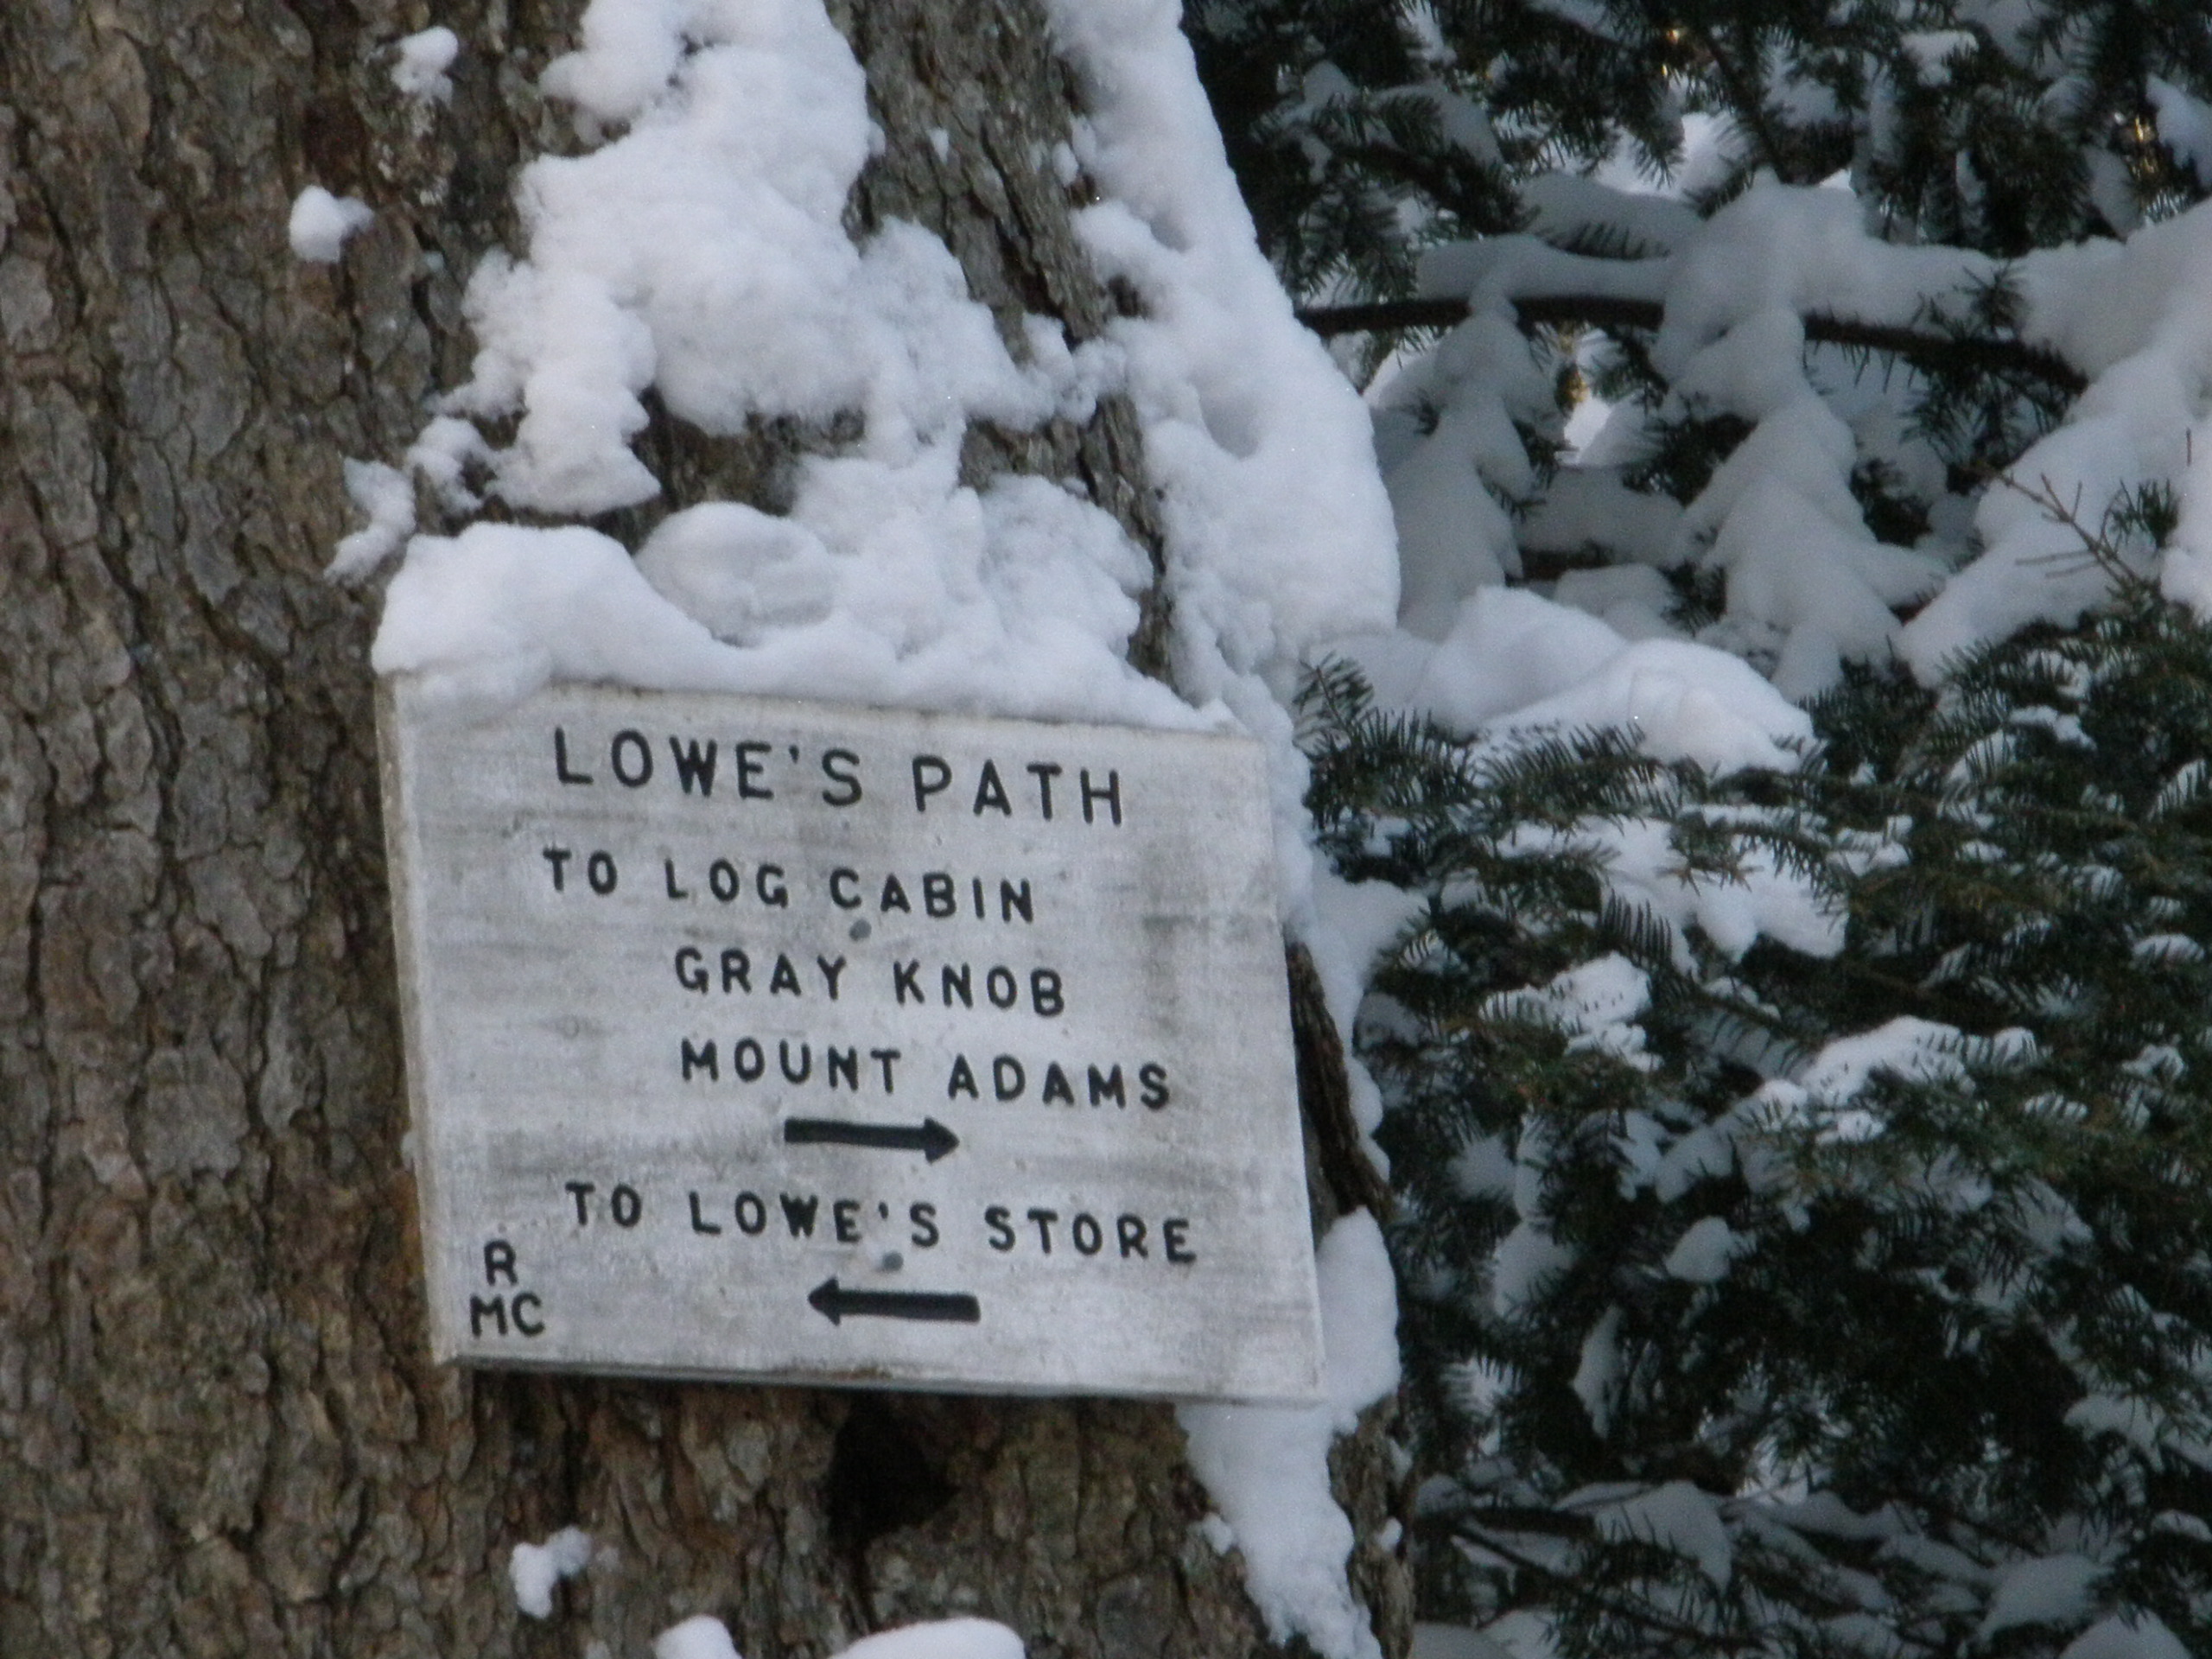 LOWE'S PATH
TO LOG CABIN
GRAY KNOB
MOUNT ADAMS
TO LOWE'S STORE
R
MC